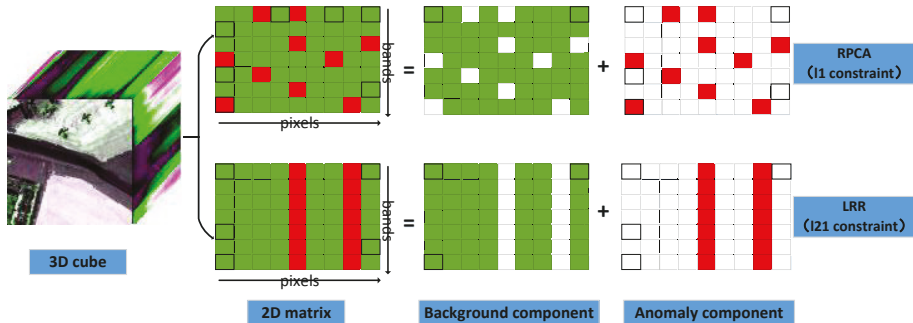 bands
pixels
=
+
RPCA
(l1 constraint)
bands
pixels
=
+
LRR
(l21 constraint)
3D cube
2D matrix
Background component
Anomaly component